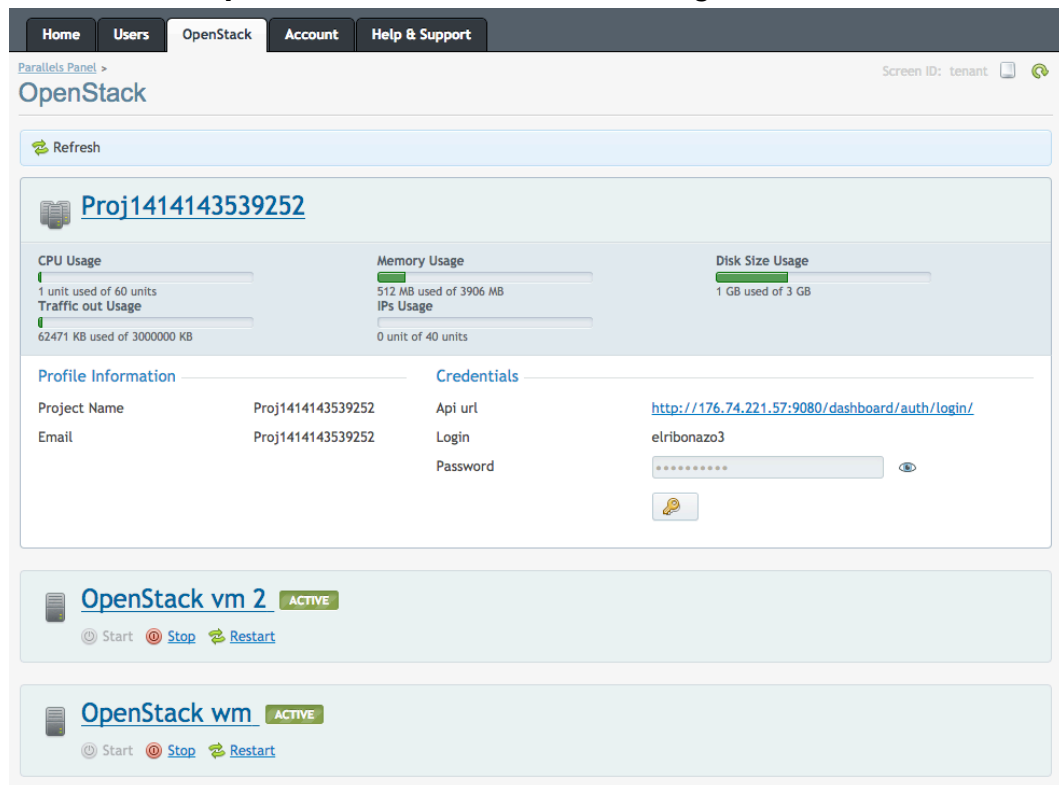 Home Users OpenStack Account Help & Support
Parallels Panel >
Screen ID: tenant
OpenStack
Refresh
Proj1414143539252
CPU Usage Memory Usage Disk Size Usage
1 unit used of 60 units 512 MB used of 3906 MB 1 GB used of 3 GB
Traffic out Usage IPs Usage
62471 KB used of 3000000 KB 0 unit of 40 units
Profile Information Credentials
Project Name Proj1414143539252 Api url http://176.74.221.57:9080/dashboard/auth/login/
Email Proj1414143539252 Login elribonazo3
Password
OpenStack vm 2 ACTIVE
Start Stop Restart
OpenStack wm ACTIVE
Start Stop Restart